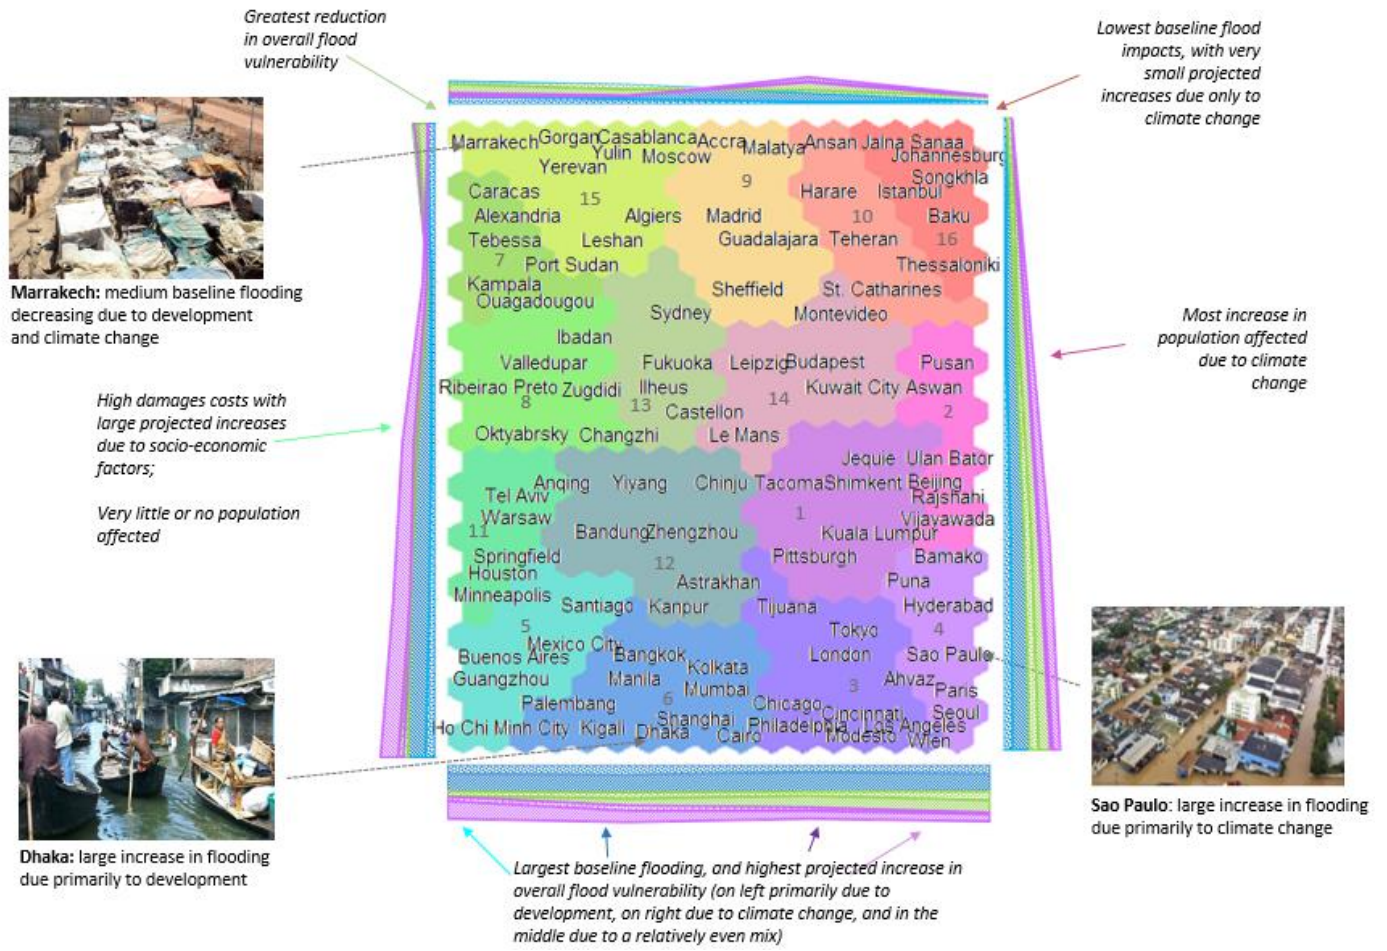 Greatest reduction
in overall flood
vulnerability
Lowest baseline flood
impacts, with very
small projected
increases due only to
climate change
Marrakech Gorgan Casablanca Accra Malatya Ansan Jalna Sanaa
Yulin Moscow Johannesburg
Yerevan Songkhla
Caracas 15 9 Harare Istanbul
Alexandria Algiers Madrid 10 Baku
Tebessa Leshan Guadalajara Teheran 16
7 Port Sudan Thessaloniki
Kampala Sheffield St. Catharines
Ouagadougou Sydney Montevideo
Ibadan
Valledupar Fukuoka Leipzig Budapest Pusan
Ribeirao Preto Zugdidi Ilheus Kuwait City Aswan
8 13 Castellon 14 2
Oktyabrsky Changzhi Le Mans
Jequie Ulan Bator
Anqing Yiyang Chinju Tacoma Shimkent Beijing
Tel Aviv Rajshahi
Warsaw 1 Vijayawada
11 Bandung Zhengzhou Kuala Lumpur
Springfield 12 Pittsburgh Bamako
Houston Astrakhan Puna
Minneapolis Santiago Kanpur Tijuana Hyderabad
5 Tokyo 4
Mexico City
Buenos Aires Bangkok Kolkata London Sao Paulo
Guangzhou Manila Mumbai 3 Ahvaz Paris
Palembang 6 Shanghai Chicago Cincinnati Seoul
Ho Chi Minh City Kigali Dhaka Cairo Philadelphia Los Angeles
Modesto Wien
Marrakech: medium baseline flooding
decreasing due to development
and climate change
Most increase in
population affected
due to climate
change
High damages costs with
large projected increases
due to socio-economic
factors;
Very little or no population
affected
Dhaka: large increase in flooding
due primarily to development
Sao Paulo: large increase in flooding
due primarily to climate change
Largest baseline flooding, and highest projected increase in
overall flood vulnerability (on left primarily due to
development, on right due to climate change, and in the
middle due to a relatively even mix)